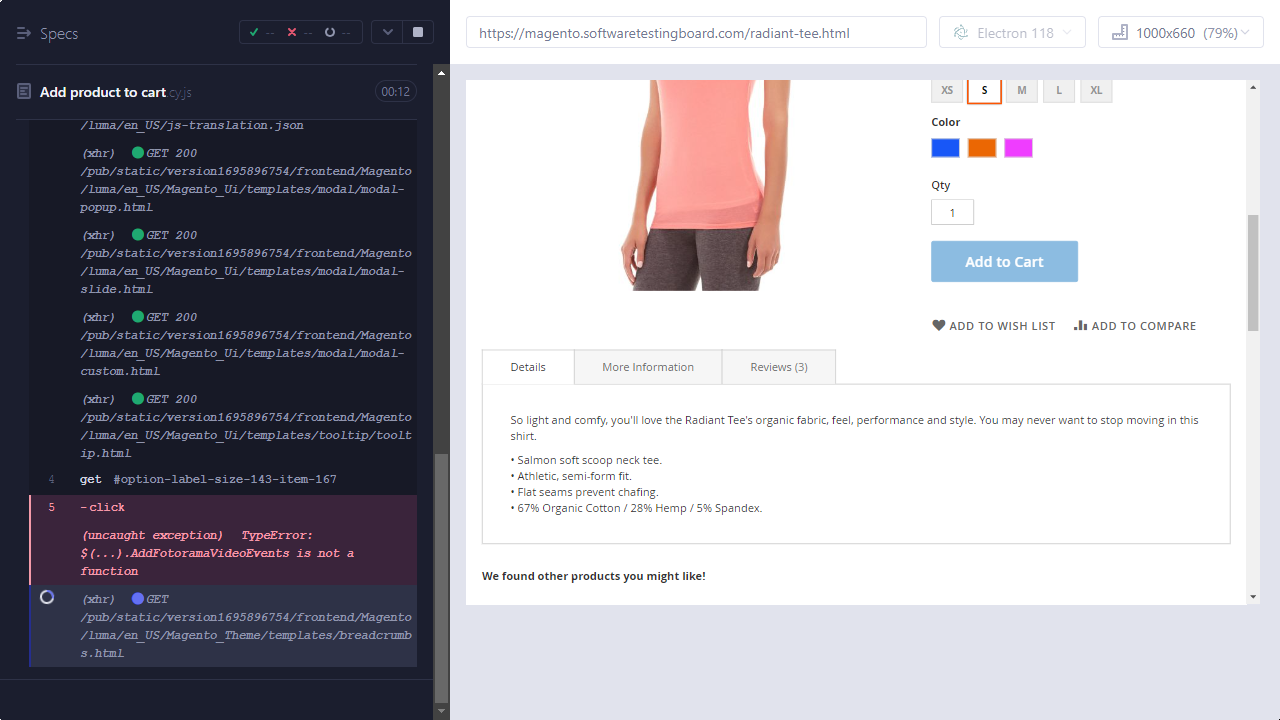 Specs
--
--
--
Add product to cart.cy.js
00:12
/luma/en_US/js-translation.json
(xhr) GET 200
/pub/static/version1695896754/frontend/Magento
/luma/en_US/Magento_Ui/templates/modal/modal-
popup.html
(xhr) GET 200
/pub/static/version1695896754/frontend/Magento
/luma/en_US/Magento_Ui/templates/modal/modal-
slide.html
(xhr) GET 200
/pub/static/version1695896754/frontend/Magento
/luma/en_US/Magento_Ui/templates/modal/modal-
custom.html
(xhr) GET 200
/pub/static/version1695896754/frontend/Magento
/luma/en_US/Magento_Ui/templates/tooltip/toolt
ip.html
4 get #option-label-size-143-item-167
5 -click
(uncaught exception) TypeError:
$(...).AddFotoramaVideoEvents is not a
function
(xhr) GET
/pub/static/version1695896754/frontend/Magento
/luma/en_US/Magento_Theme/templates/breadcrumb
s.html
https://magento.softwaretestingboard.com/radiant-tee.html
Electron 118
1000x660 (79%)
XS S M L XL
Color
Qty
1
Add to Cart
ADD TO WISH LIST
ADD TO COMPARE
Details
More Information
Reviews (3)
So light and comfy, you'll love the Radiant Tee's organic fabric, feel, performance and style. You may never want to stop moving in this
shirt.
• Salmon soft scoop neck tee.
• Athletic, semi-form fit.
• Flat seams prevent chafing.
• 67% Organic Cotton / 28% Hemp / 5% Spandex.
We found other products you might like!